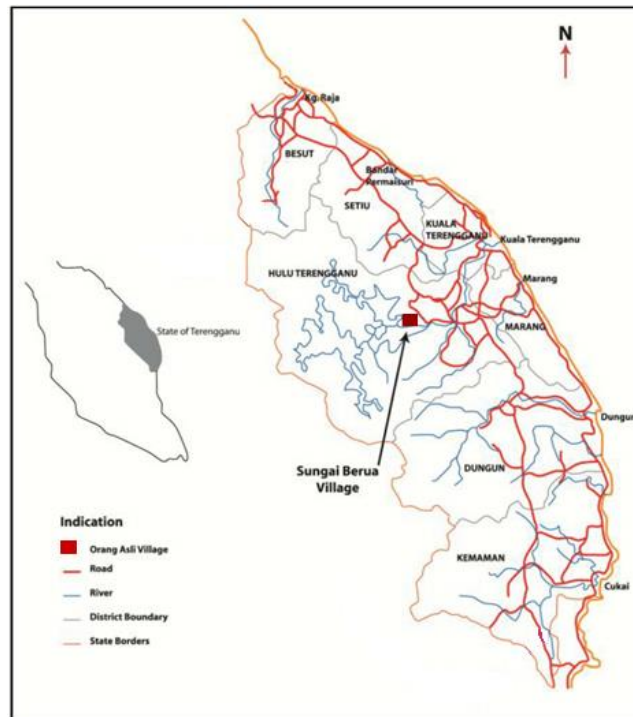 N
Kg. Raja
BESUT
Bandar
Permaisuri
SETIU
KUALA
TERENGGANU
Kuala Terengganu
HULU TERENGGANU
Marang
MARANG
State of Terengganu
Dungun
Sungai Berua
Village
DUNGUN
KEMAMAN
Cukai
Indication
Orang Asli Village
Road
River
District Boundary
State Borders